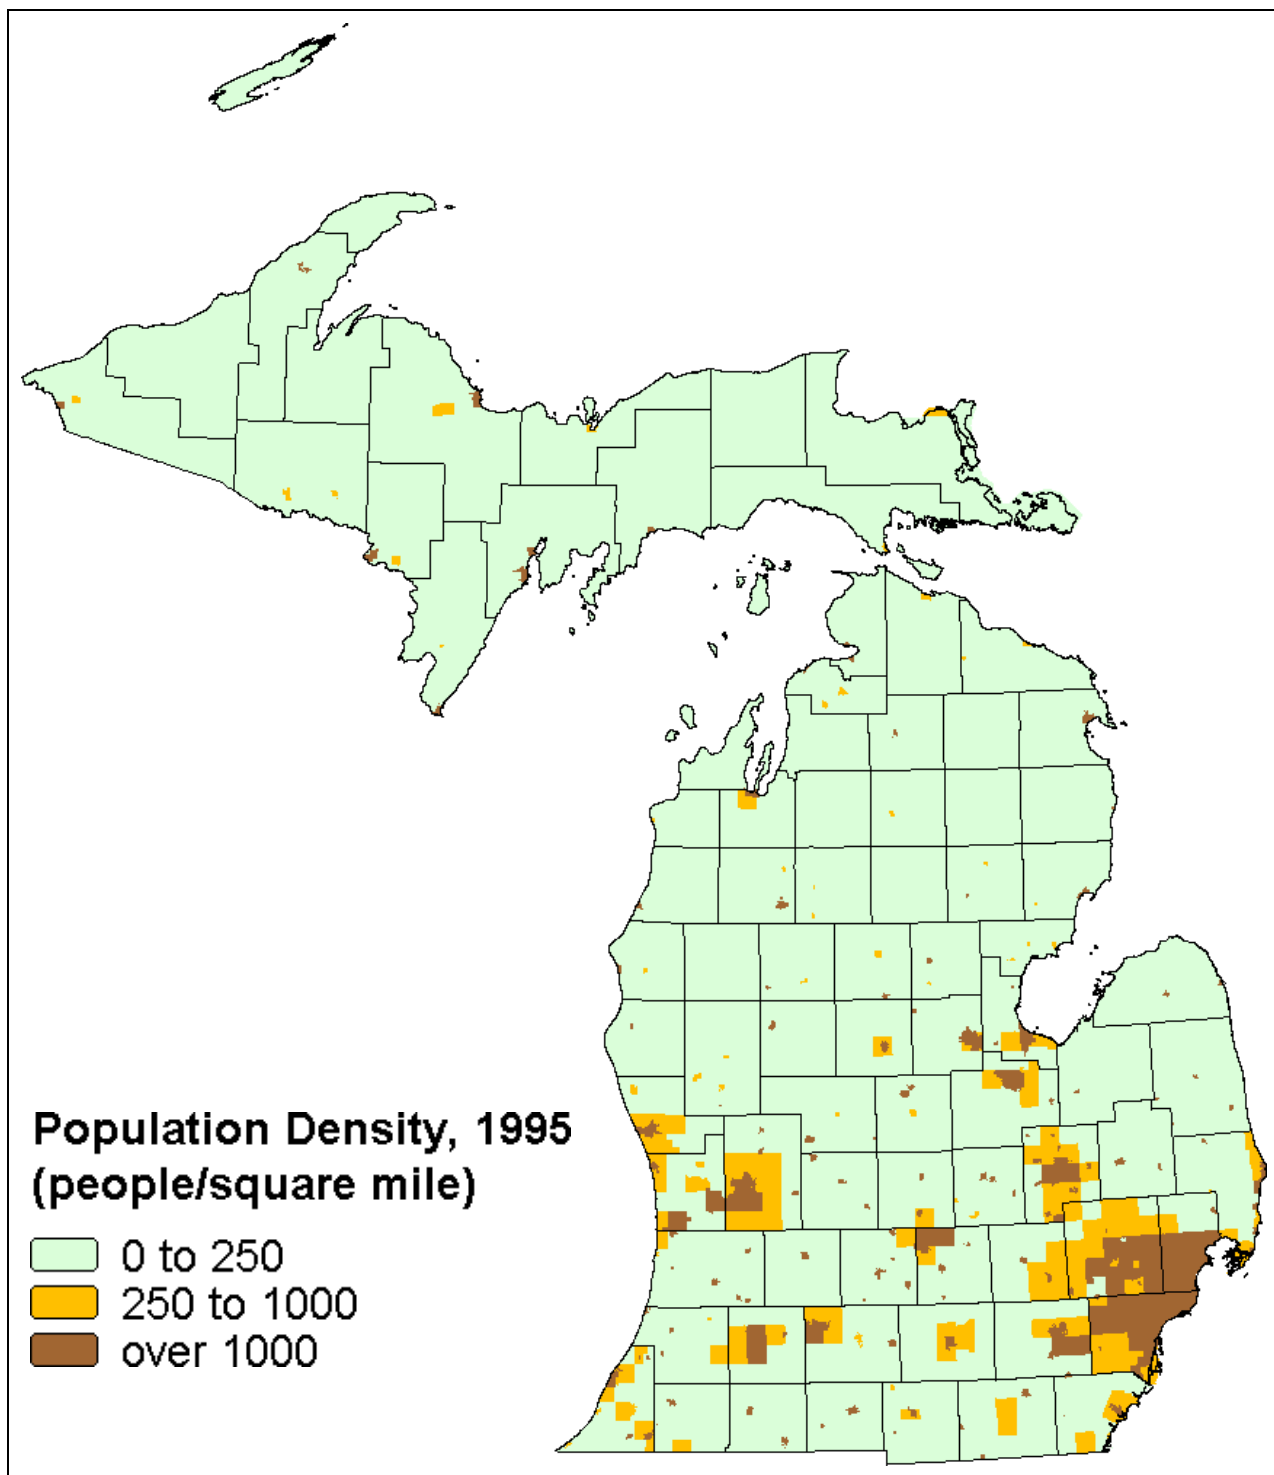 Population Density, 1995
(people/square mile)
0 to 250
250 to 1000
over 1000